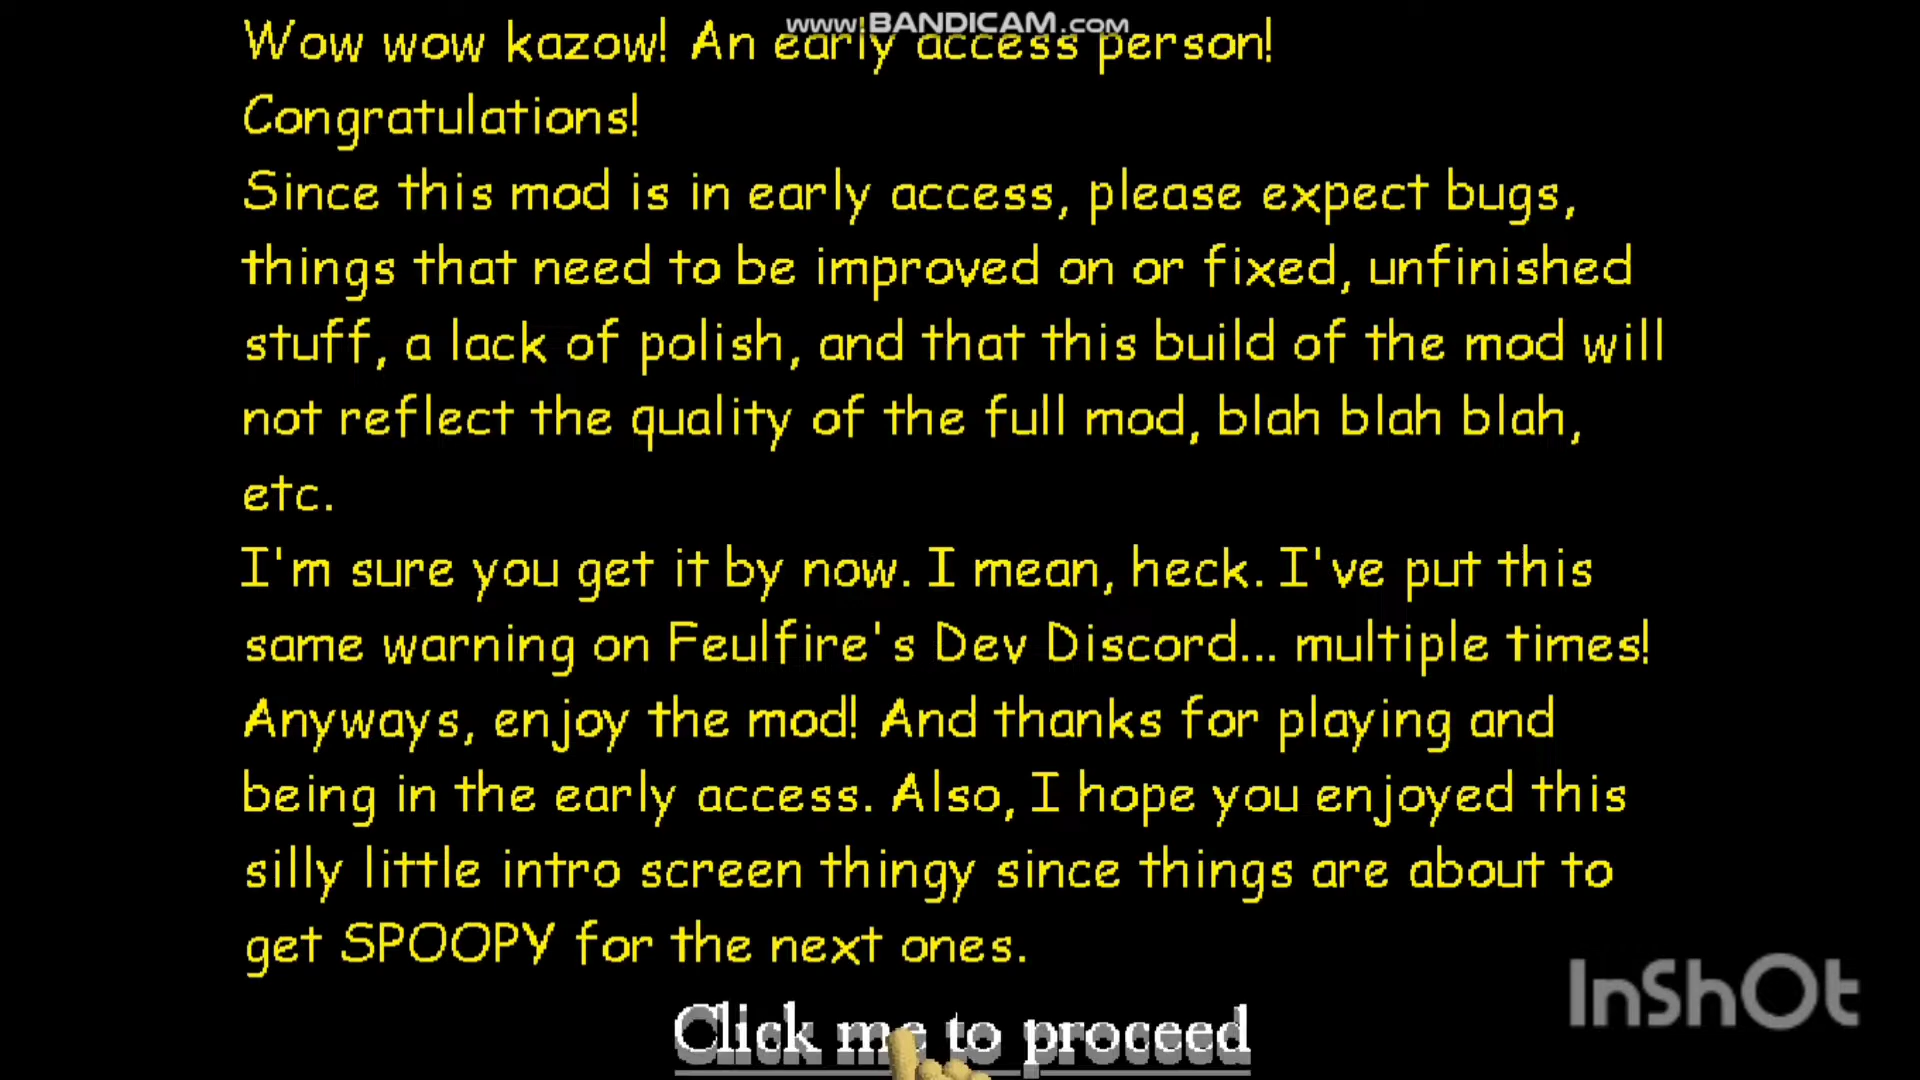 www.BANDICAM.com
Wow wow kazow! An early access person!
Congratulations!
Since this mod is in early access, please expect bugs,
things that need to be improved on or fixed, unfinished
stuff, a lack of polish, and that this build of the mod will
not reflect the quality of the full mod, blah blah blah,
etc.
I'm sure you get it by now. I mean, heck. I've put this
same warning on Feulfire's Dev Discord... multiple times!
Anyways, enjoy the mod! And thanks for playing and
being in the early access. Also, I hope you enjoyed this
silly little intro screen thingy since things are about to
get SPOOPY for the next ones.
InShOt
Click me to proceed